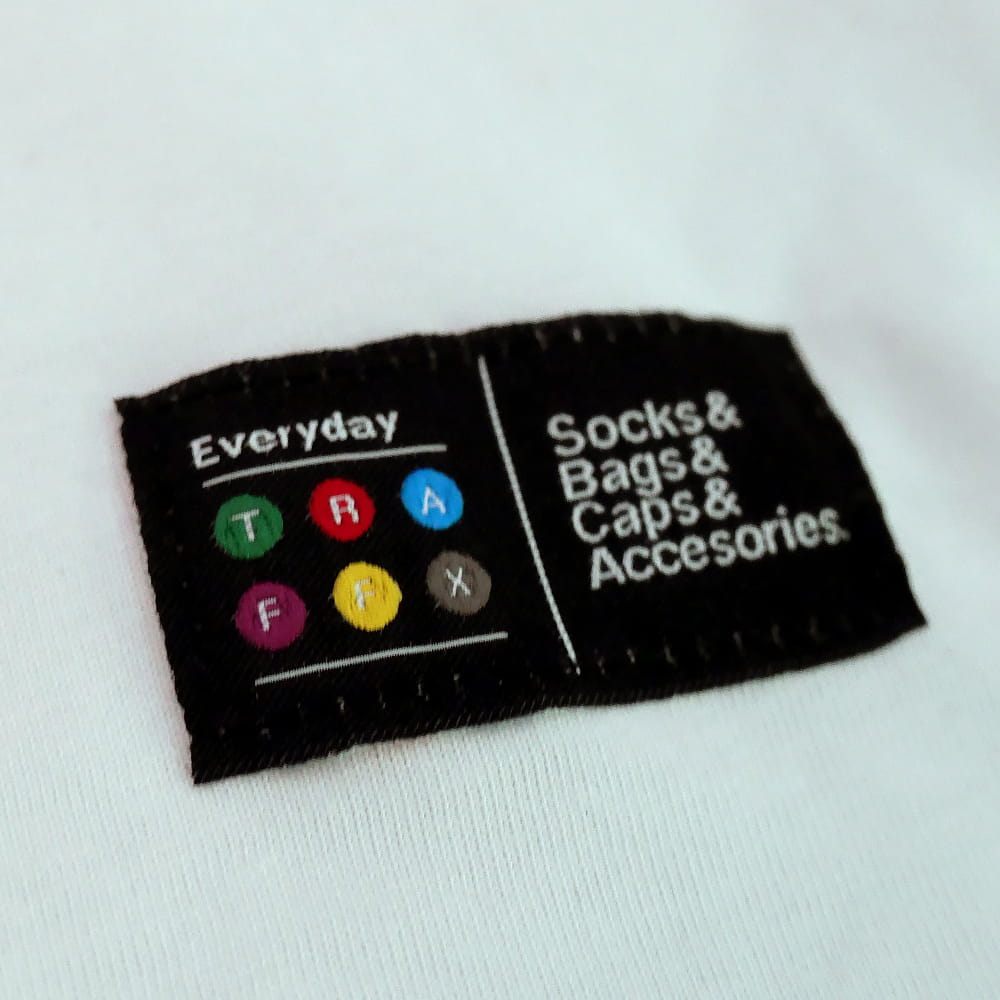 Everyday
T R A
F F X
Socks&
Bags&
Caps&
Accesories.